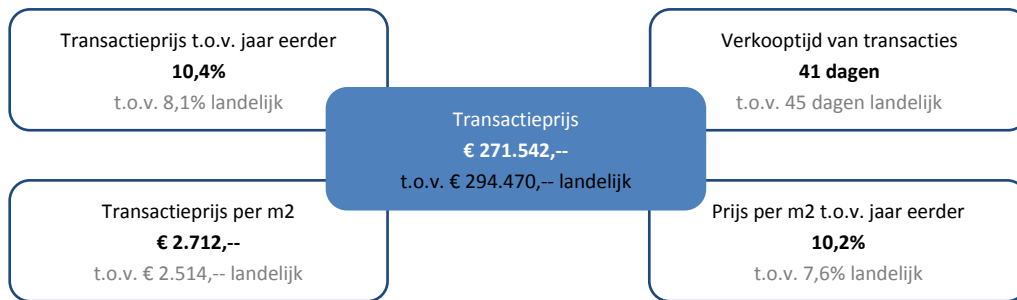 Transactieprijs t.o.v. jaar eerder
10,4%
t.o.v. 8,1% landelijk
Verkooptijd van transacties
41 dagen
t.o.v. 45 dagen landelijk
Transactieprijs
€ 271.542,--
t.o.v. € 294.470,-- landelijk
Transactieprijs per m2
€ 2.712,--
t.o.v. € 2.514,-- landelijk
Prijs per m2 t.o.v. jaar eerder
10,2%
t.o.v. 7,6% landelijk